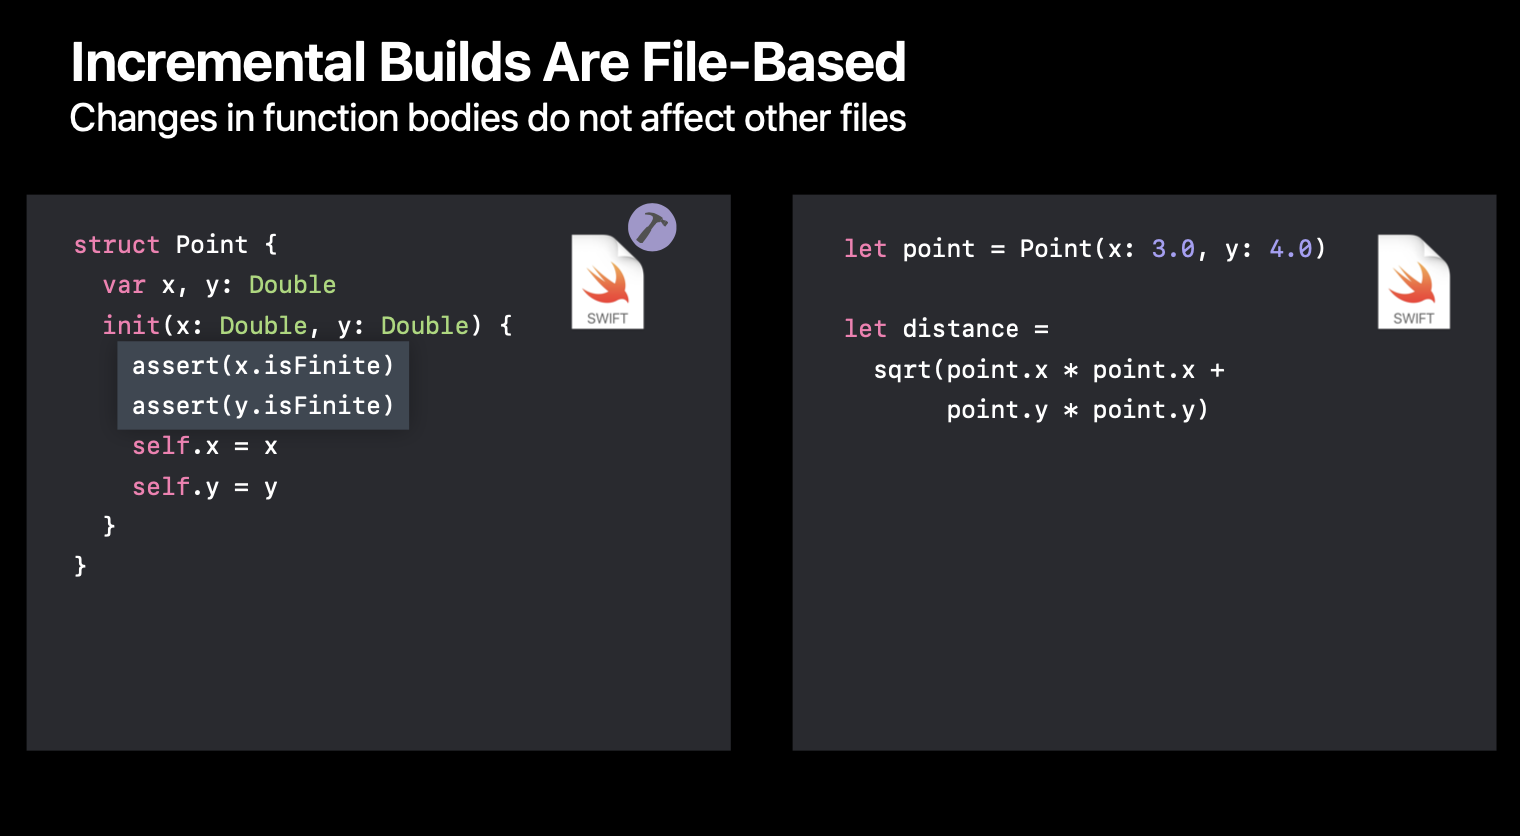 Incremental Builds Are File-Based
Changes in function bodies do not affect other files
struct Point {
  var x, y: Double
  init(x: Double, y: Double) {
    assert(x.isFinite)
    assert(y.isFinite)
    self.x = x
    self.y = y
  }
}
SWIFT
let point = Point(x: 3.0, y: 4.0)
let distance =
  sqrt(point.x * point.x +
       point.y * point.y)
SWIFT